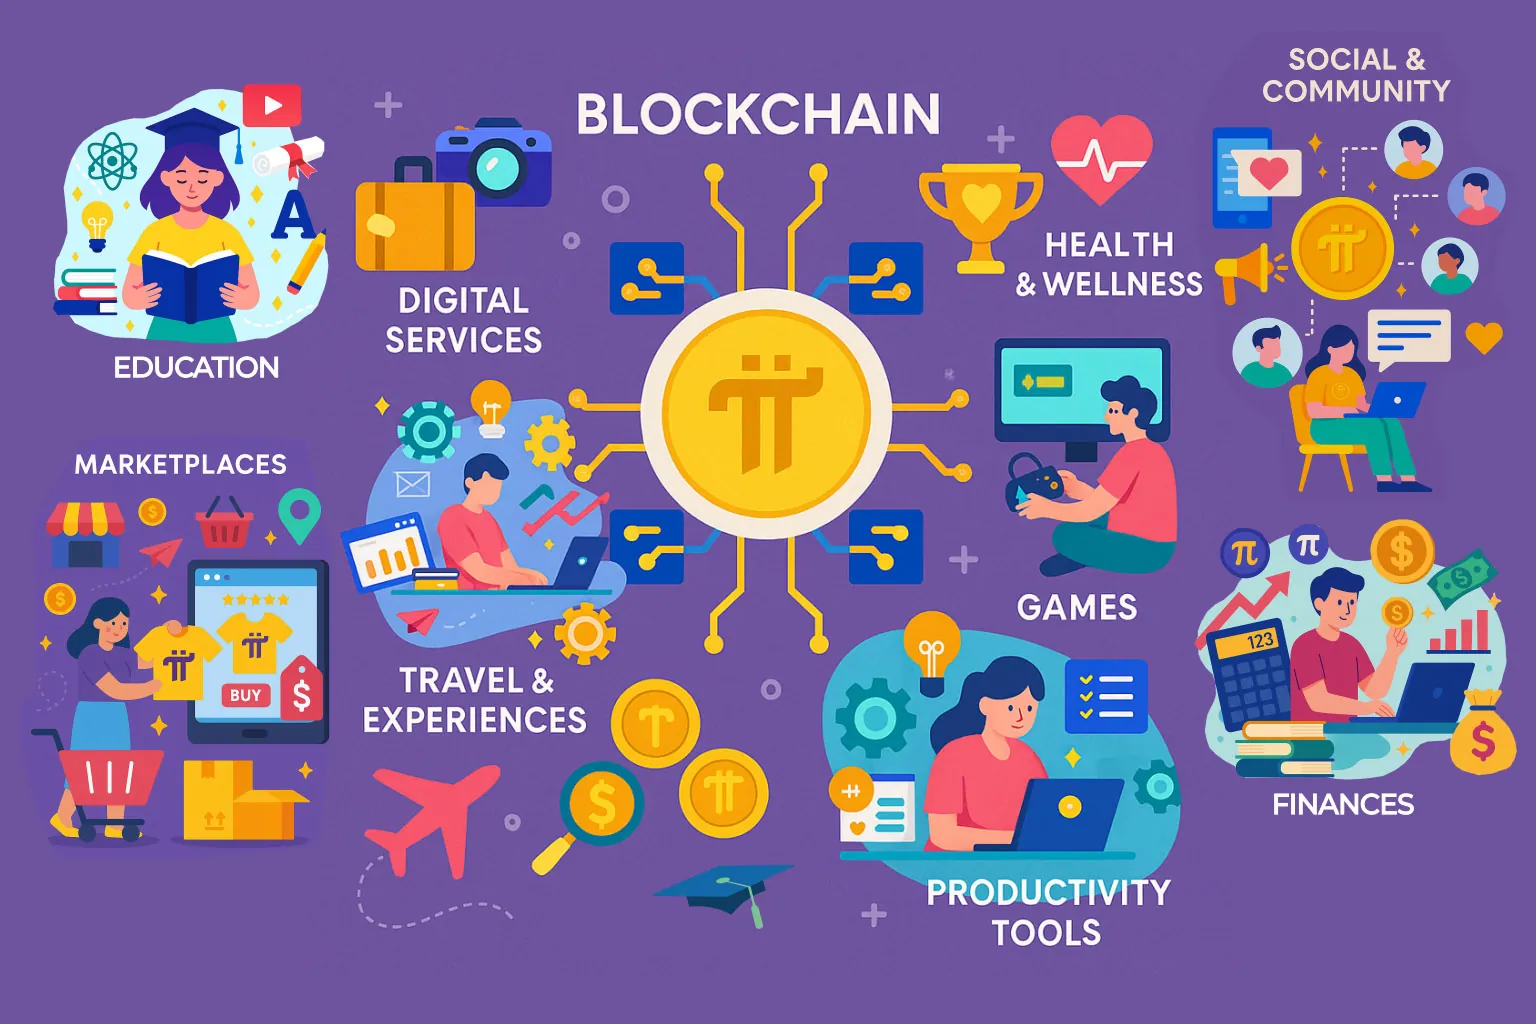 BLOCKCHAIN
SOCIAL &
COMMUNITY
A
EDUCATION
DIGITAL
SERVICES
HEALTH
& WELLNESS
MARKETPLACES
$
$
BUY
$
TRAVEL &
EXPERIENCES
$
GAMES
PRODUCTIVITY
TOOLS
π
π
$
$
$
123
$
FINANCES